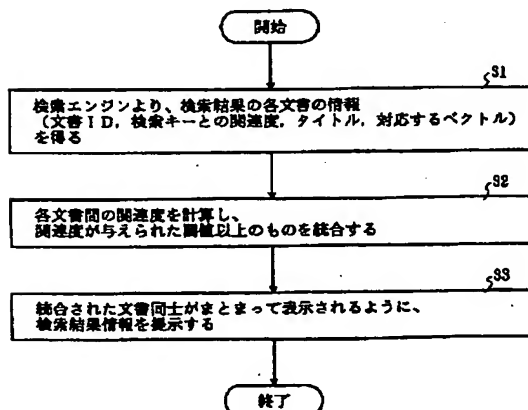 開始
S1
検索エンジンより、検索結果の各文書の情報
(文書ID,検索キーとの関連度,タイトル,対応するベクトル)
を得る
S2
各文書間の関連度を計算し、
関連度が与えられた閾値以上のものを統合する
S3
統合された文書同士がまとまって表示されるように、
検索結果情報を提示する
終了